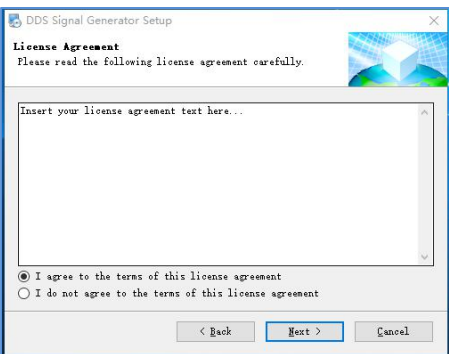 DDS Signal Generator Setup
License Agreement
Please read the following license agreement carefully.
Insert your license agreement text here...
I agree to the terms of this license agreement
I do not agree to the terms of this license agreement
< Back Next > Cancel